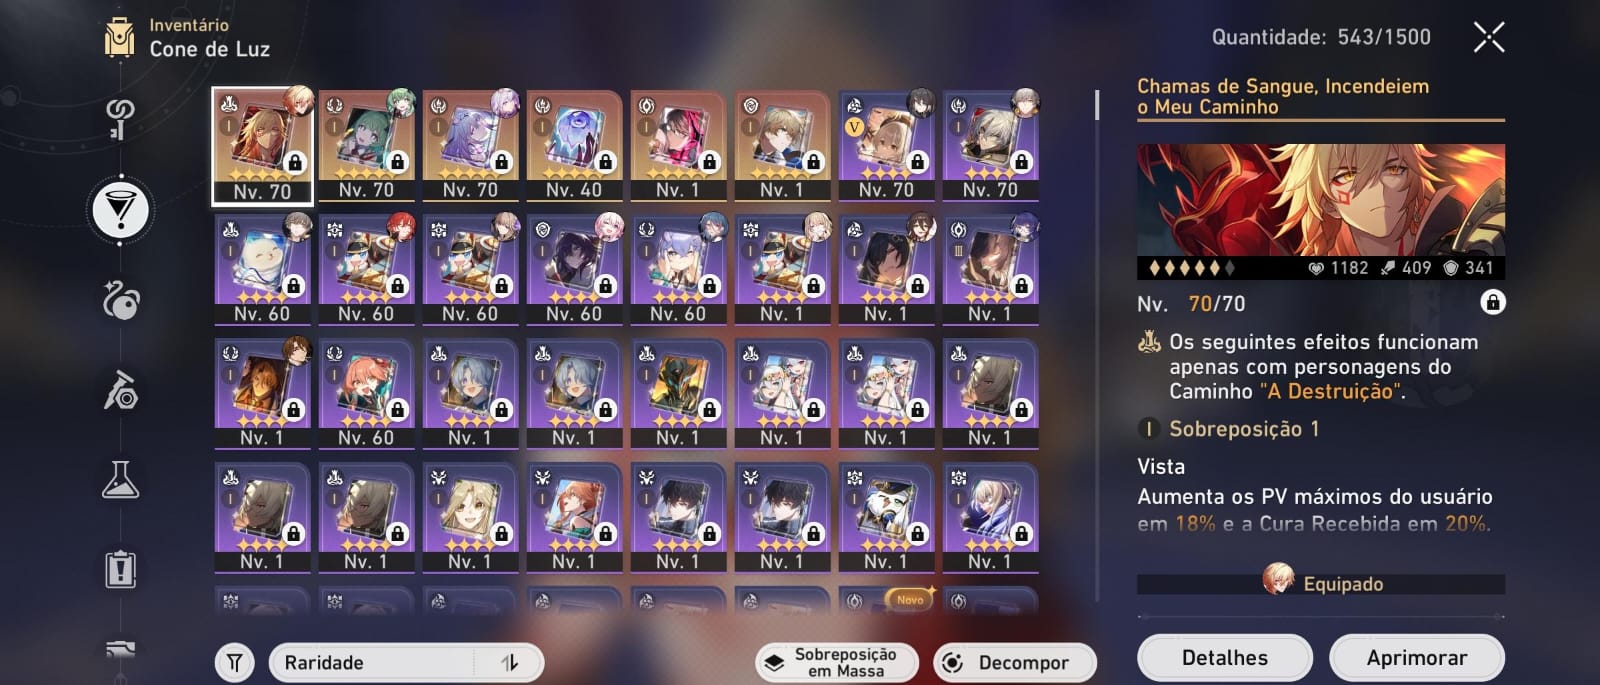 Inventário
Cone de Luz
Quantidade: 543/1500
Nv. 70
Nv. 70
Nv. 70
Nv. 40
Nv. 1
Nv. 1
V
Nv. 70
Nv. 70
Nv. 60
Nv. 60
Nv. 60
Nv. 60
Nv. 60
Nv. 1
Nv. 1
III
Nv. 1
Nv. 1
Nv. 60
Nv. 1
Nv. 1
Nv. 1
Nv. 1
Nv. 1
Nv. 1
Nv. 1
Nv. 1
Nv. 1
Nv. 1
Nv. 1
Nv. 1
Nv. 1
Nv. 1
Novo
Raridade
Sobreposição
em Massa
Decompor
Chamas de Sangue, Incendeiem
o Meu Caminho
1182 409 341
Nv. 70/70
Os seguintes efeitos funcionam
apenas com personagens do
Caminho "A Destruição".
I Sobreposição 1
Vista
Aumenta os PV máximos do usuário
em 18% e a Cura Recebida em 20%.
Equipado
Detalhes
Aprimorar